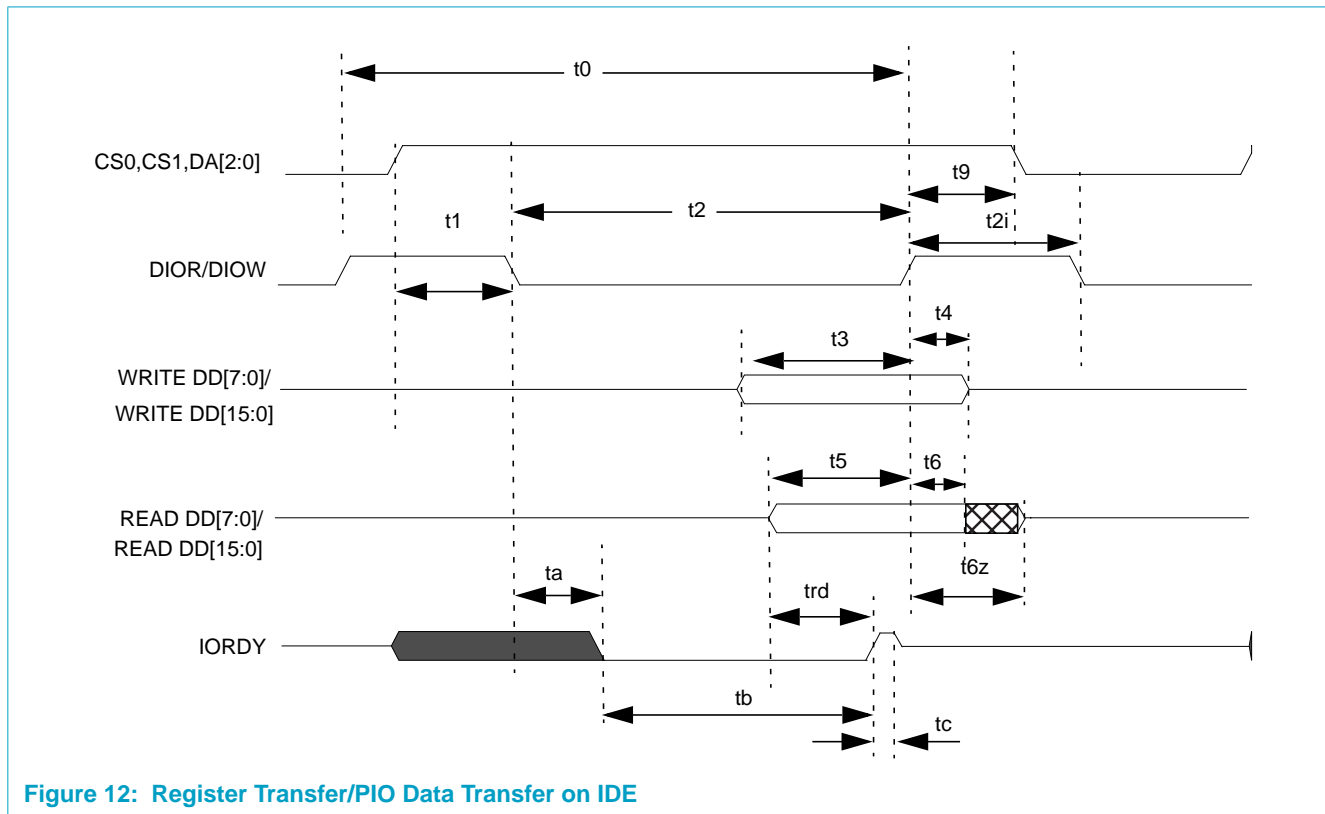 t0
CS0,CS1,DA[2:0]
t9
t1
t2
t2i
DIOR/DIOW
t4
t3
WRITE DD[7:0]/
WRITE DD[15:0]
t5
t6
READ DD[7:0]/
READ DD[15:0]
t6z
ta
trd
IORDY
tb
tc
Figure 12: Register Transfer/PIO Data Transfer on IDE